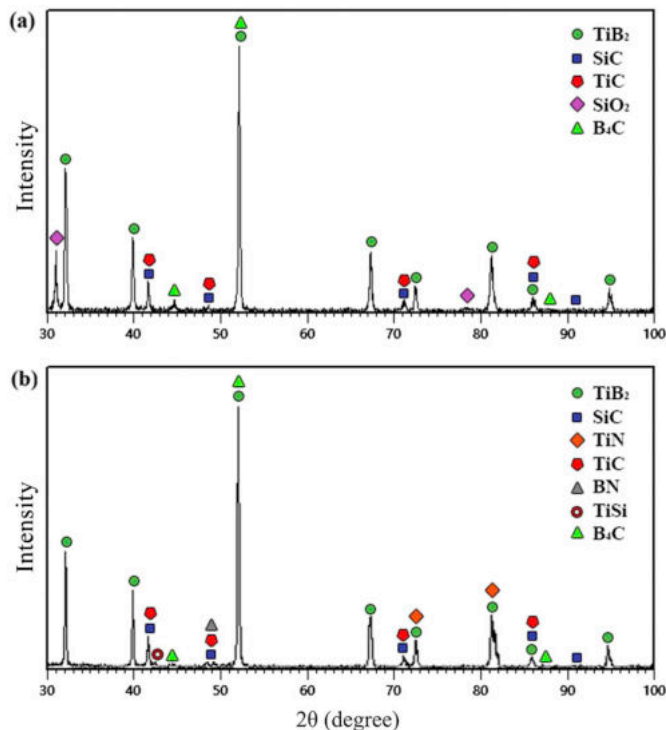 (a)
TiB₂
SiC
TiC
SiO₂
B₄C
Intensity
30 40 50 60 70 80 90 100
(b)
TiB₂
SiC
TiN
TiC
BN
TiSi
B₄C
Intensity
30 40 50 60 70 80 90 100
2θ (degree)